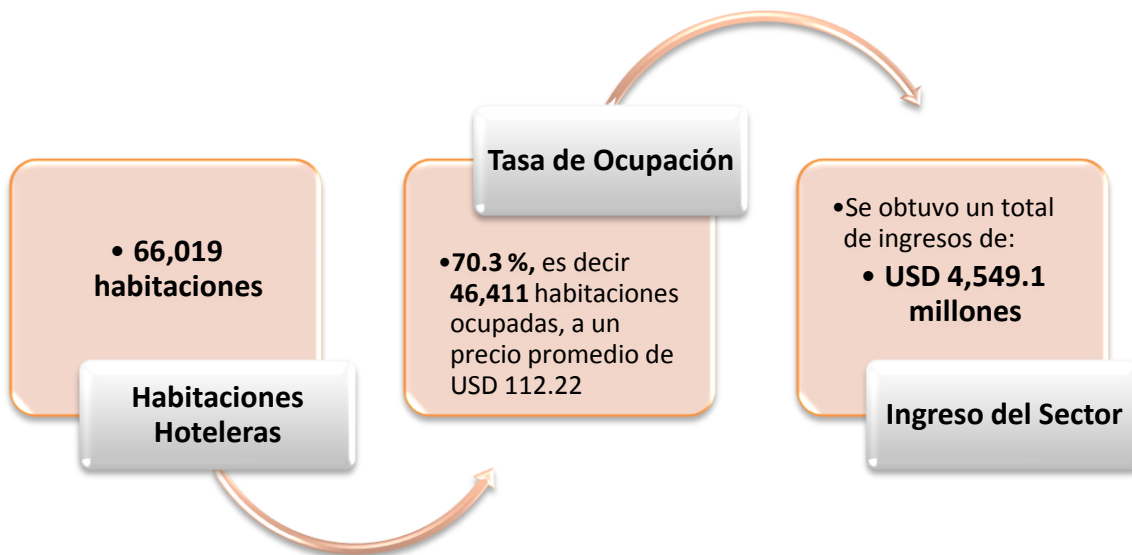 • 66,019
habitaciones
Habitaciones
Hoteleras
Tasa de Ocupación
•70.3 %, es decir
46,411 habitaciones
ocupadas, a un
precio promedio de
USD 112.22
•Se obtuvo un total
de ingresos de:
• USD 4,549.1
millones
Ingreso del Sector